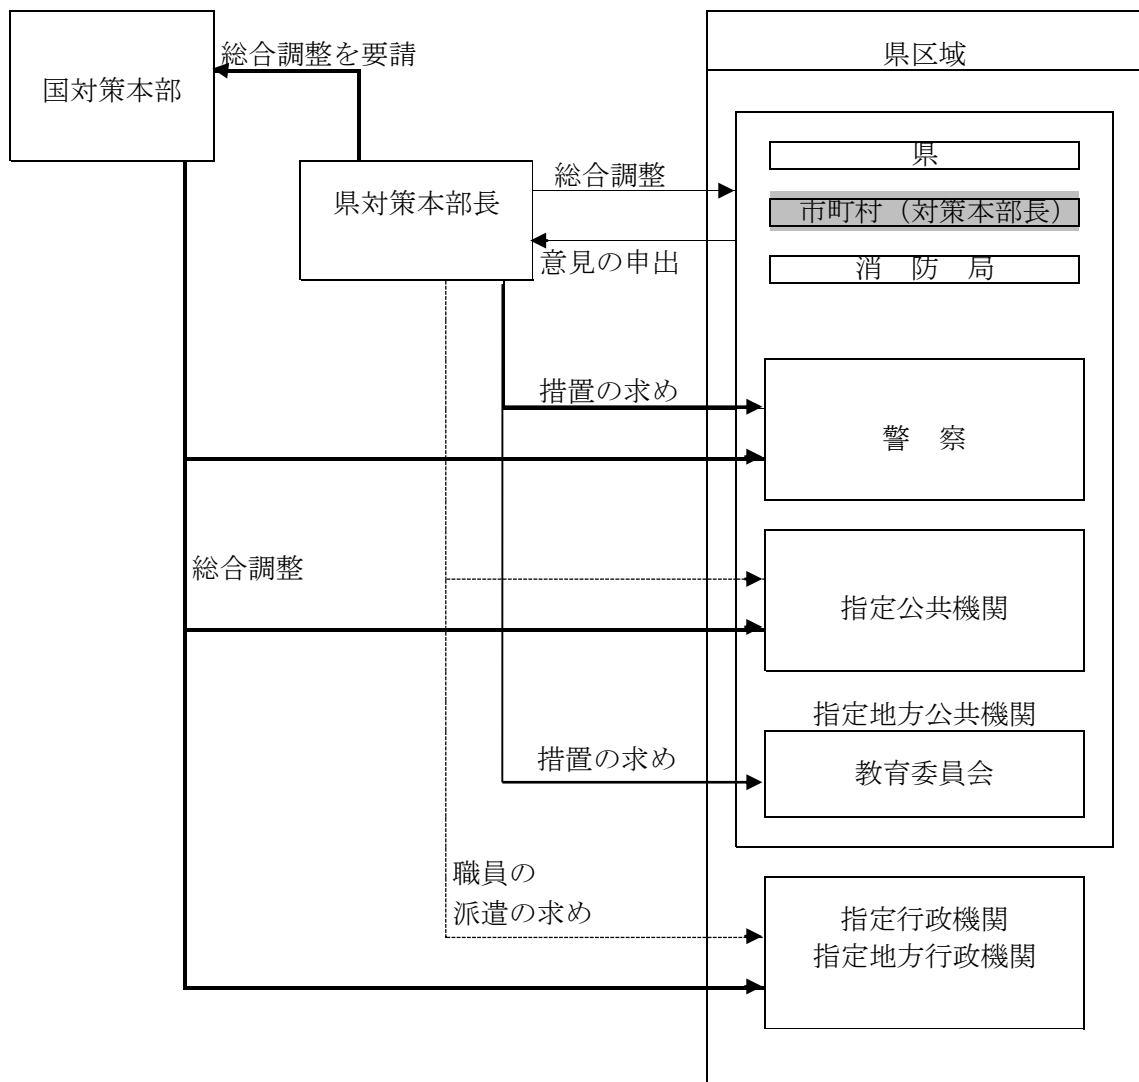 総合調整を要請
国対策本部
県区域
県
総合調整
県対策本部長
市町村（対策本部長）
意見の申出
消　防　局
措置の求め
警　察
総合調整
指定公共機関
指定地方公共機関
措置の求め
教育委員会
職員の
派遣の求め
指定行政機関
指定地方行政機関